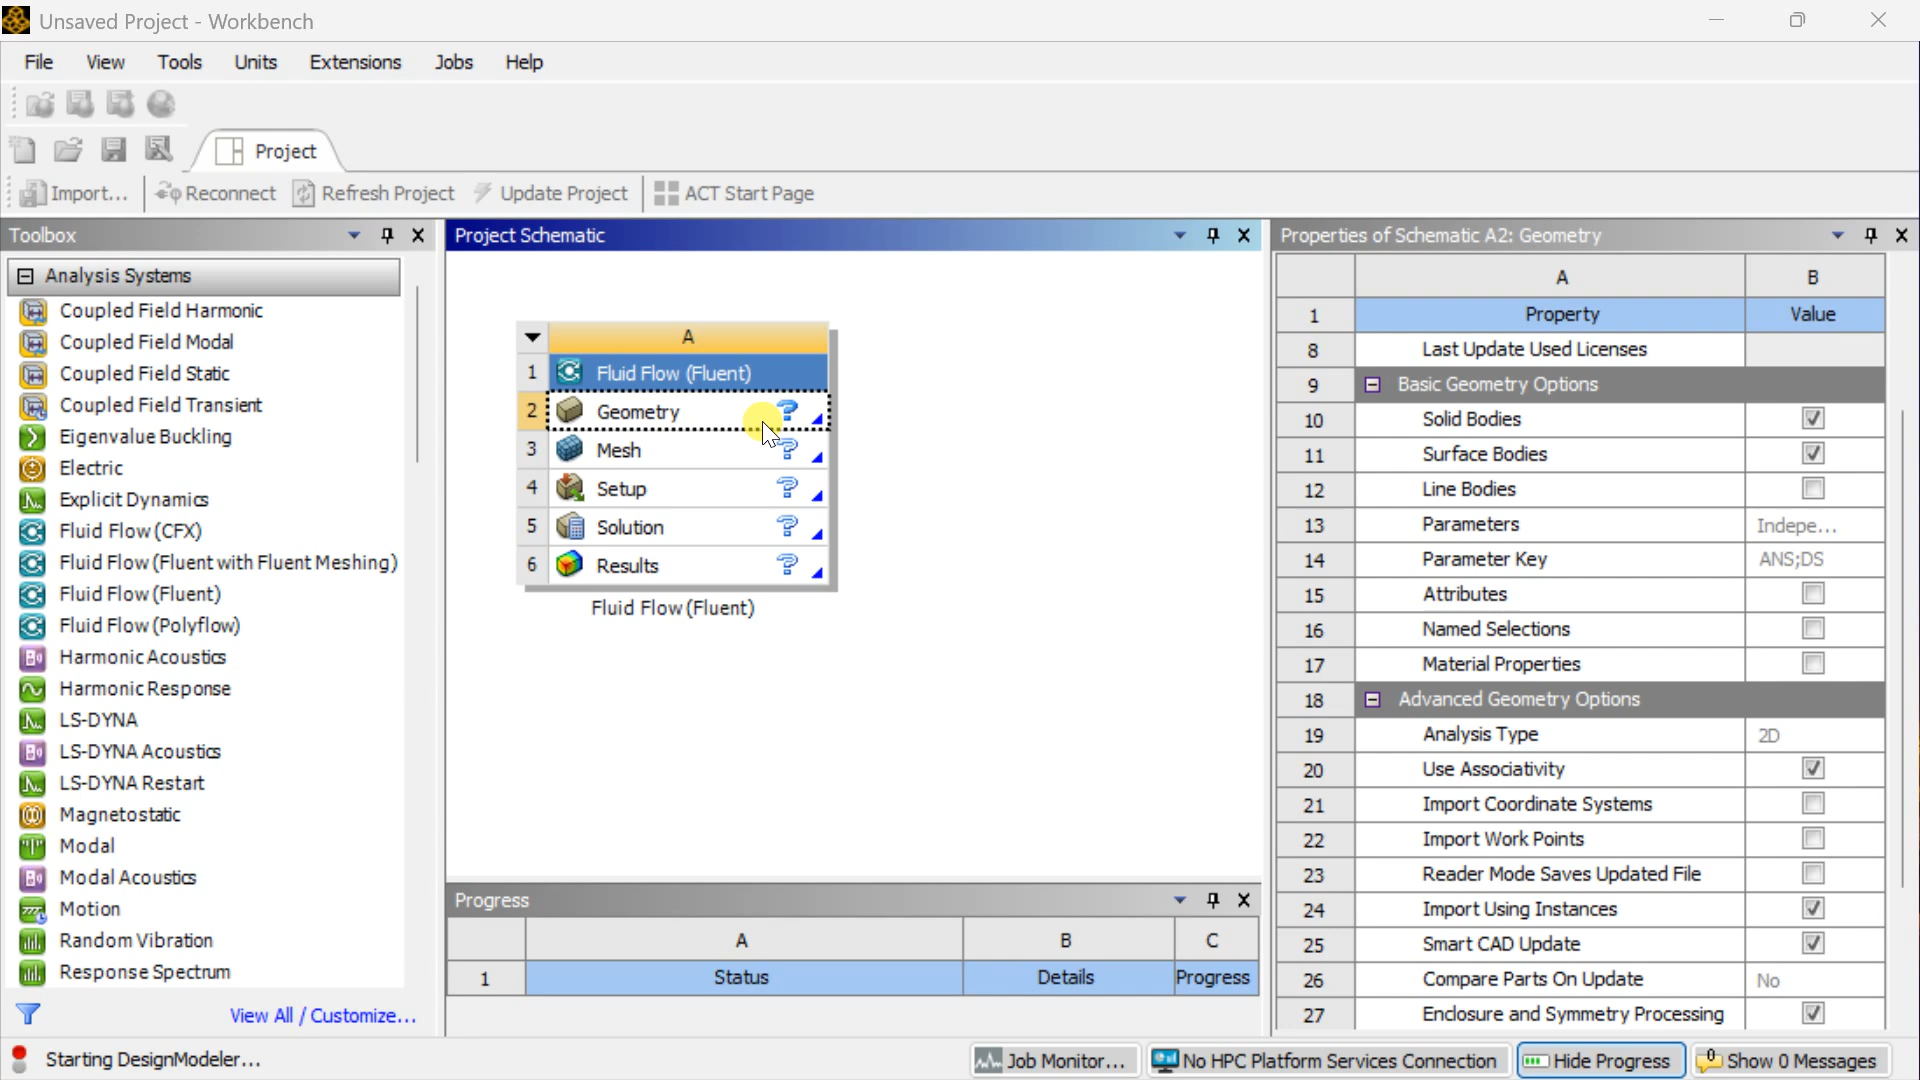 Unsaved Project - Workbench
File View Tools Units Extensions Jobs Help
Project
Import... Reconnect Refresh Project Update Project ACT Start Page
Toolbox
Analysis Systems
Coupled Field Harmonic
Coupled Field Modal
Coupled Field Static
Coupled Field Transient
Eigenvalue Buckling
Electric
Explicit Dynamics
Fluid Flow (CFX)
Fluid Flow (Fluent with Fluent Meshing)
Fluid Flow (Fluent)
Fluid Flow (Polyflow)
Harmonic Acoustics
Harmonic Response
LS-DYNA
LS-DYNA Acoustics
LS-DYNA Restart
Magnetostatic
Modal
Modal Acoustics
Motion
Random Vibration
Response Spectrum
View All / Customize...
Project Schematic
A
1 Fluid Flow (Fluent)
2 Geometry ?
3 Mesh ?
4 Setup ?
5 Solution ?
6 Results ?
Fluid Flow (Fluent)
Progress
A B C
1 Status Details Progress
Properties of Schematic A2: Geometry
A B
1 Property Value
8 Last Update Used Licenses
9 Basic Geometry Options
10 Solid Bodies
11 Surface Bodies
12 Line Bodies
13 Parameters Indepe...
14 Parameter Key ANS;DS
15 Attributes
16 Named Selections
17 Material Properties
18 Advanced Geometry Options
19 Analysis Type 2D
20 Use Associativity
21 Import Coordinate Systems
22 Import Work Points
23 Reader Mode Saves Updated File
24 Import Using Instances
25 Smart CAD Update
26 Compare Parts On Update No
27 Enclosure and Symmetry Processing
Starting DesignModeler... Job Monitor... No HPC Platform Services Connection Hide Progress 0 Show 0 Messages